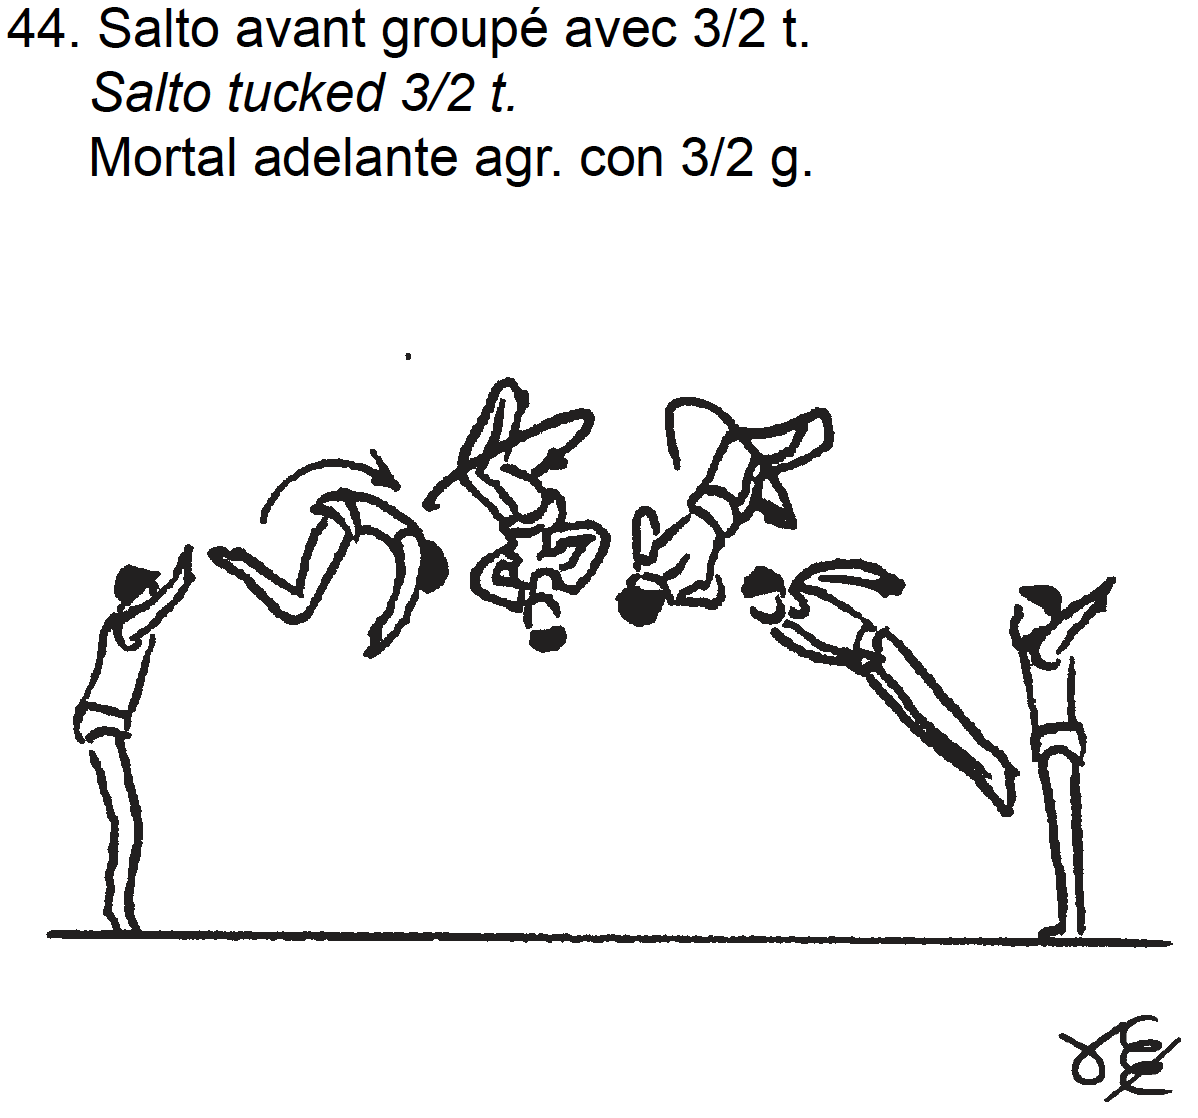 44. Salto avant groupé avec 3/2 t.
Salto tucked 3/2 t.
Mortal adelante agr. con 3/2 g.